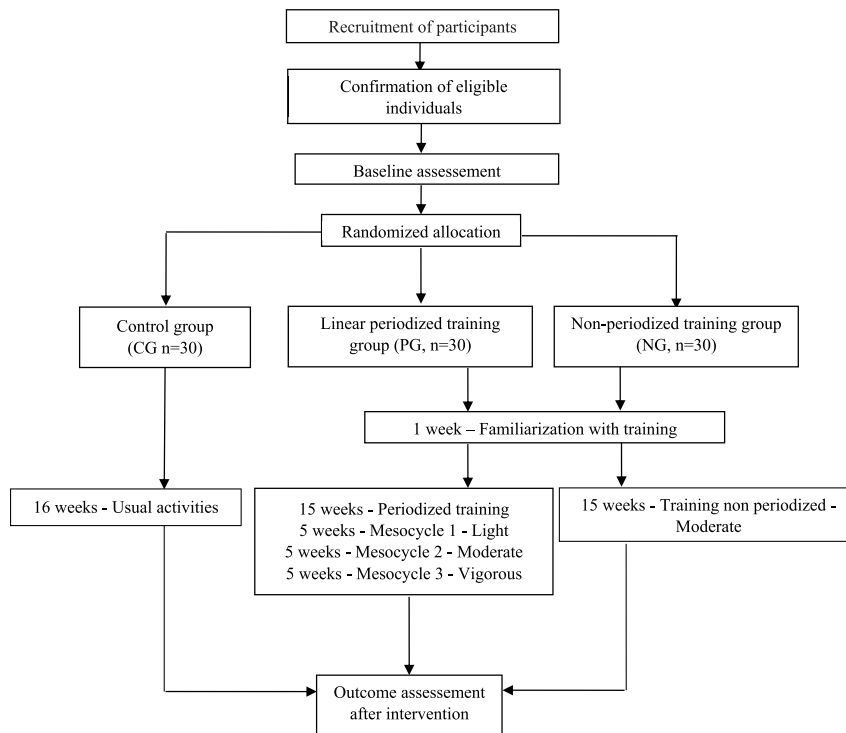 Recruitment of participants
Confirmation of eligible
individuals
Baseline assessement
Randomized allocation
Control group
(CG n=30)
Linear periodized training
group (PG, n=30)
Non-periodized training group
(NG, n=30)
1 week – Familiarization with training
16 weeks - Usual activities
15 weeks - Periodized training
5 weeks - Mesocycle 1 - Light
5 weeks - Mesocycle 2 - Moderate
5 weeks - Mesocycle 3 - Vigorous
15 weeks - Training non periodized -
Moderate
Outcome assessment
after intervention